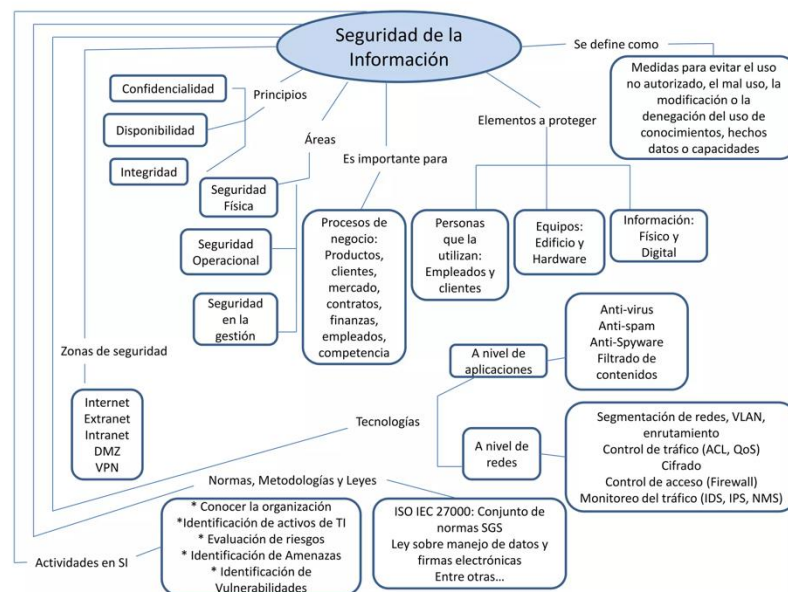 Seguridad de la
Información
Se define como
Medidas para evitar el uso
no autorizado, el mal uso, la
modificación o la
denegación del uso de
conocimientos, hechos
datos o capacidades
Principios
Confidencialidad
Disponibilidad
Integridad
Áreas
Seguridad
Física
Seguridad
Operacional
Seguridad
en la
gestión
Es importante para
Procesos de
negocio:
Productos,
clientes,
mercado,
contratos,
finanzas,
empleados,
competencia
Elementos a proteger
Personas
que la
utilizan:
Empleados y
clientes
Equipos:
Edificio y
Hardware
Información:
Físico y
Digital
Zonas de seguridad
Internet
Extranet
Intranet
DMZ
VPN
Tecnologías
A nivel de
aplicaciones
Anti-virus
Anti-spam
Anti-Spyware
Filtrado de
contenidos
A nivel de
redes
Segmentación de redes, VLAN,
enrutamiento
Control de tráfico (ACL, QoS)
Cifrado
Control de acceso (Firewall)
Monitoreo del tráfico (IDS, IPS, NMS)
Normas, Metodologías y Leyes
ISO IEC 27000: Conjunto de
normas SGS
Ley sobre manejo de datos y
firmas electrónicas
Entre otras...
Actividades en SI
* Conocer la organización
*Identificación de activos de TI
* Evaluación de riesgos
* Identificación de Amenazas
* Identificación de
Vulnerabilidades